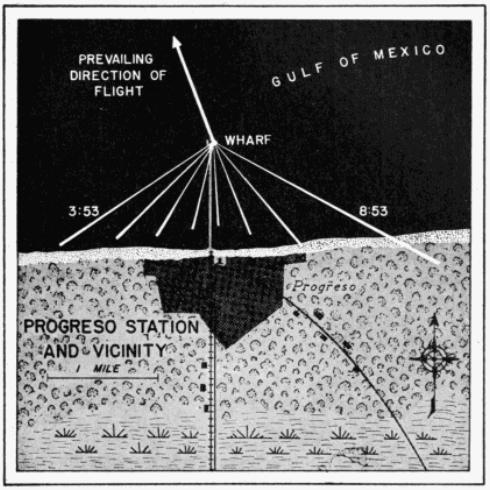 PREVAILING
DIRECTION OF
FLIGHT
GULF OF MEXICO
WHARF
3:53
8:53
Progreso
PROGRESO STATION
AND VICINITY
1 MILE